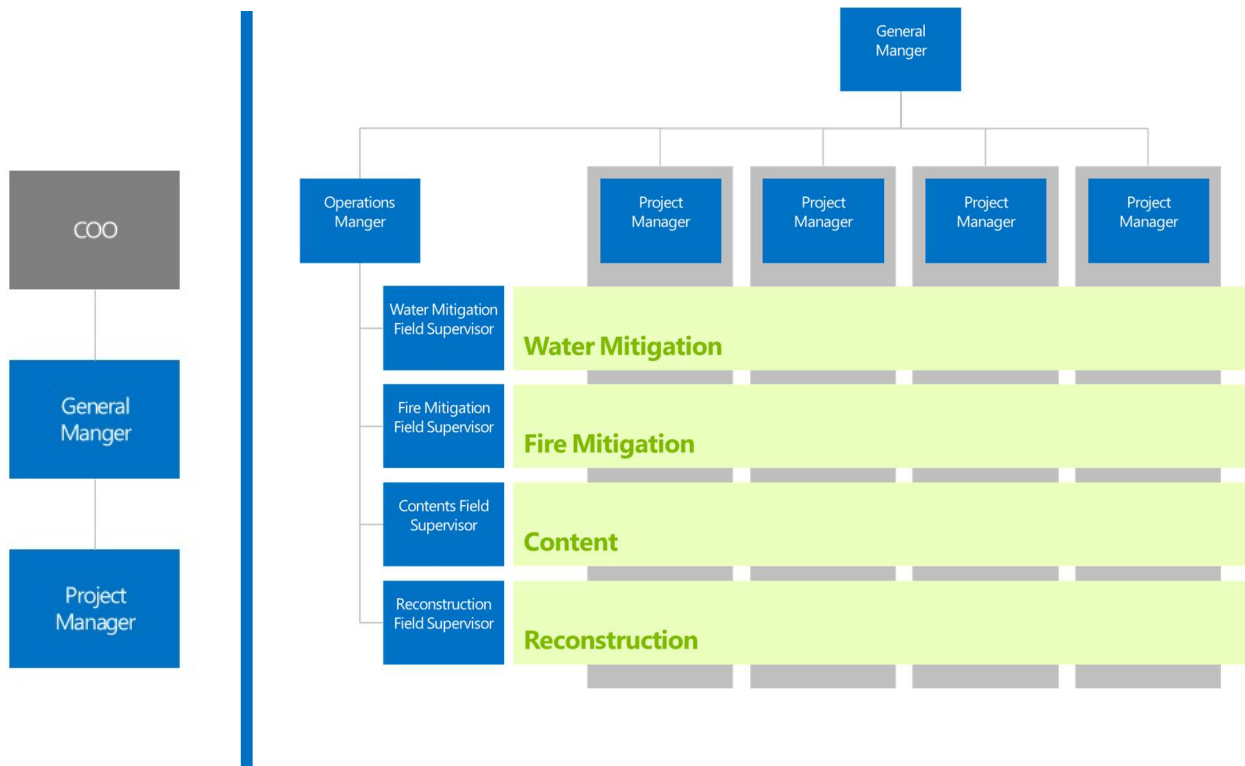 COO
General
Manger
Project
Manager
General
Manger
Operations
Manger
Project
Manager
Project
Manager
Project
Manager
Project
Manager
Water Mitigation
Field Supervisor
Water Mitigation
Fire Mitigation
Field Supervisor
Fire Mitigation
Contents Field
Supervisor
Content
Reconstruction
Field Supervisor
Reconstruction